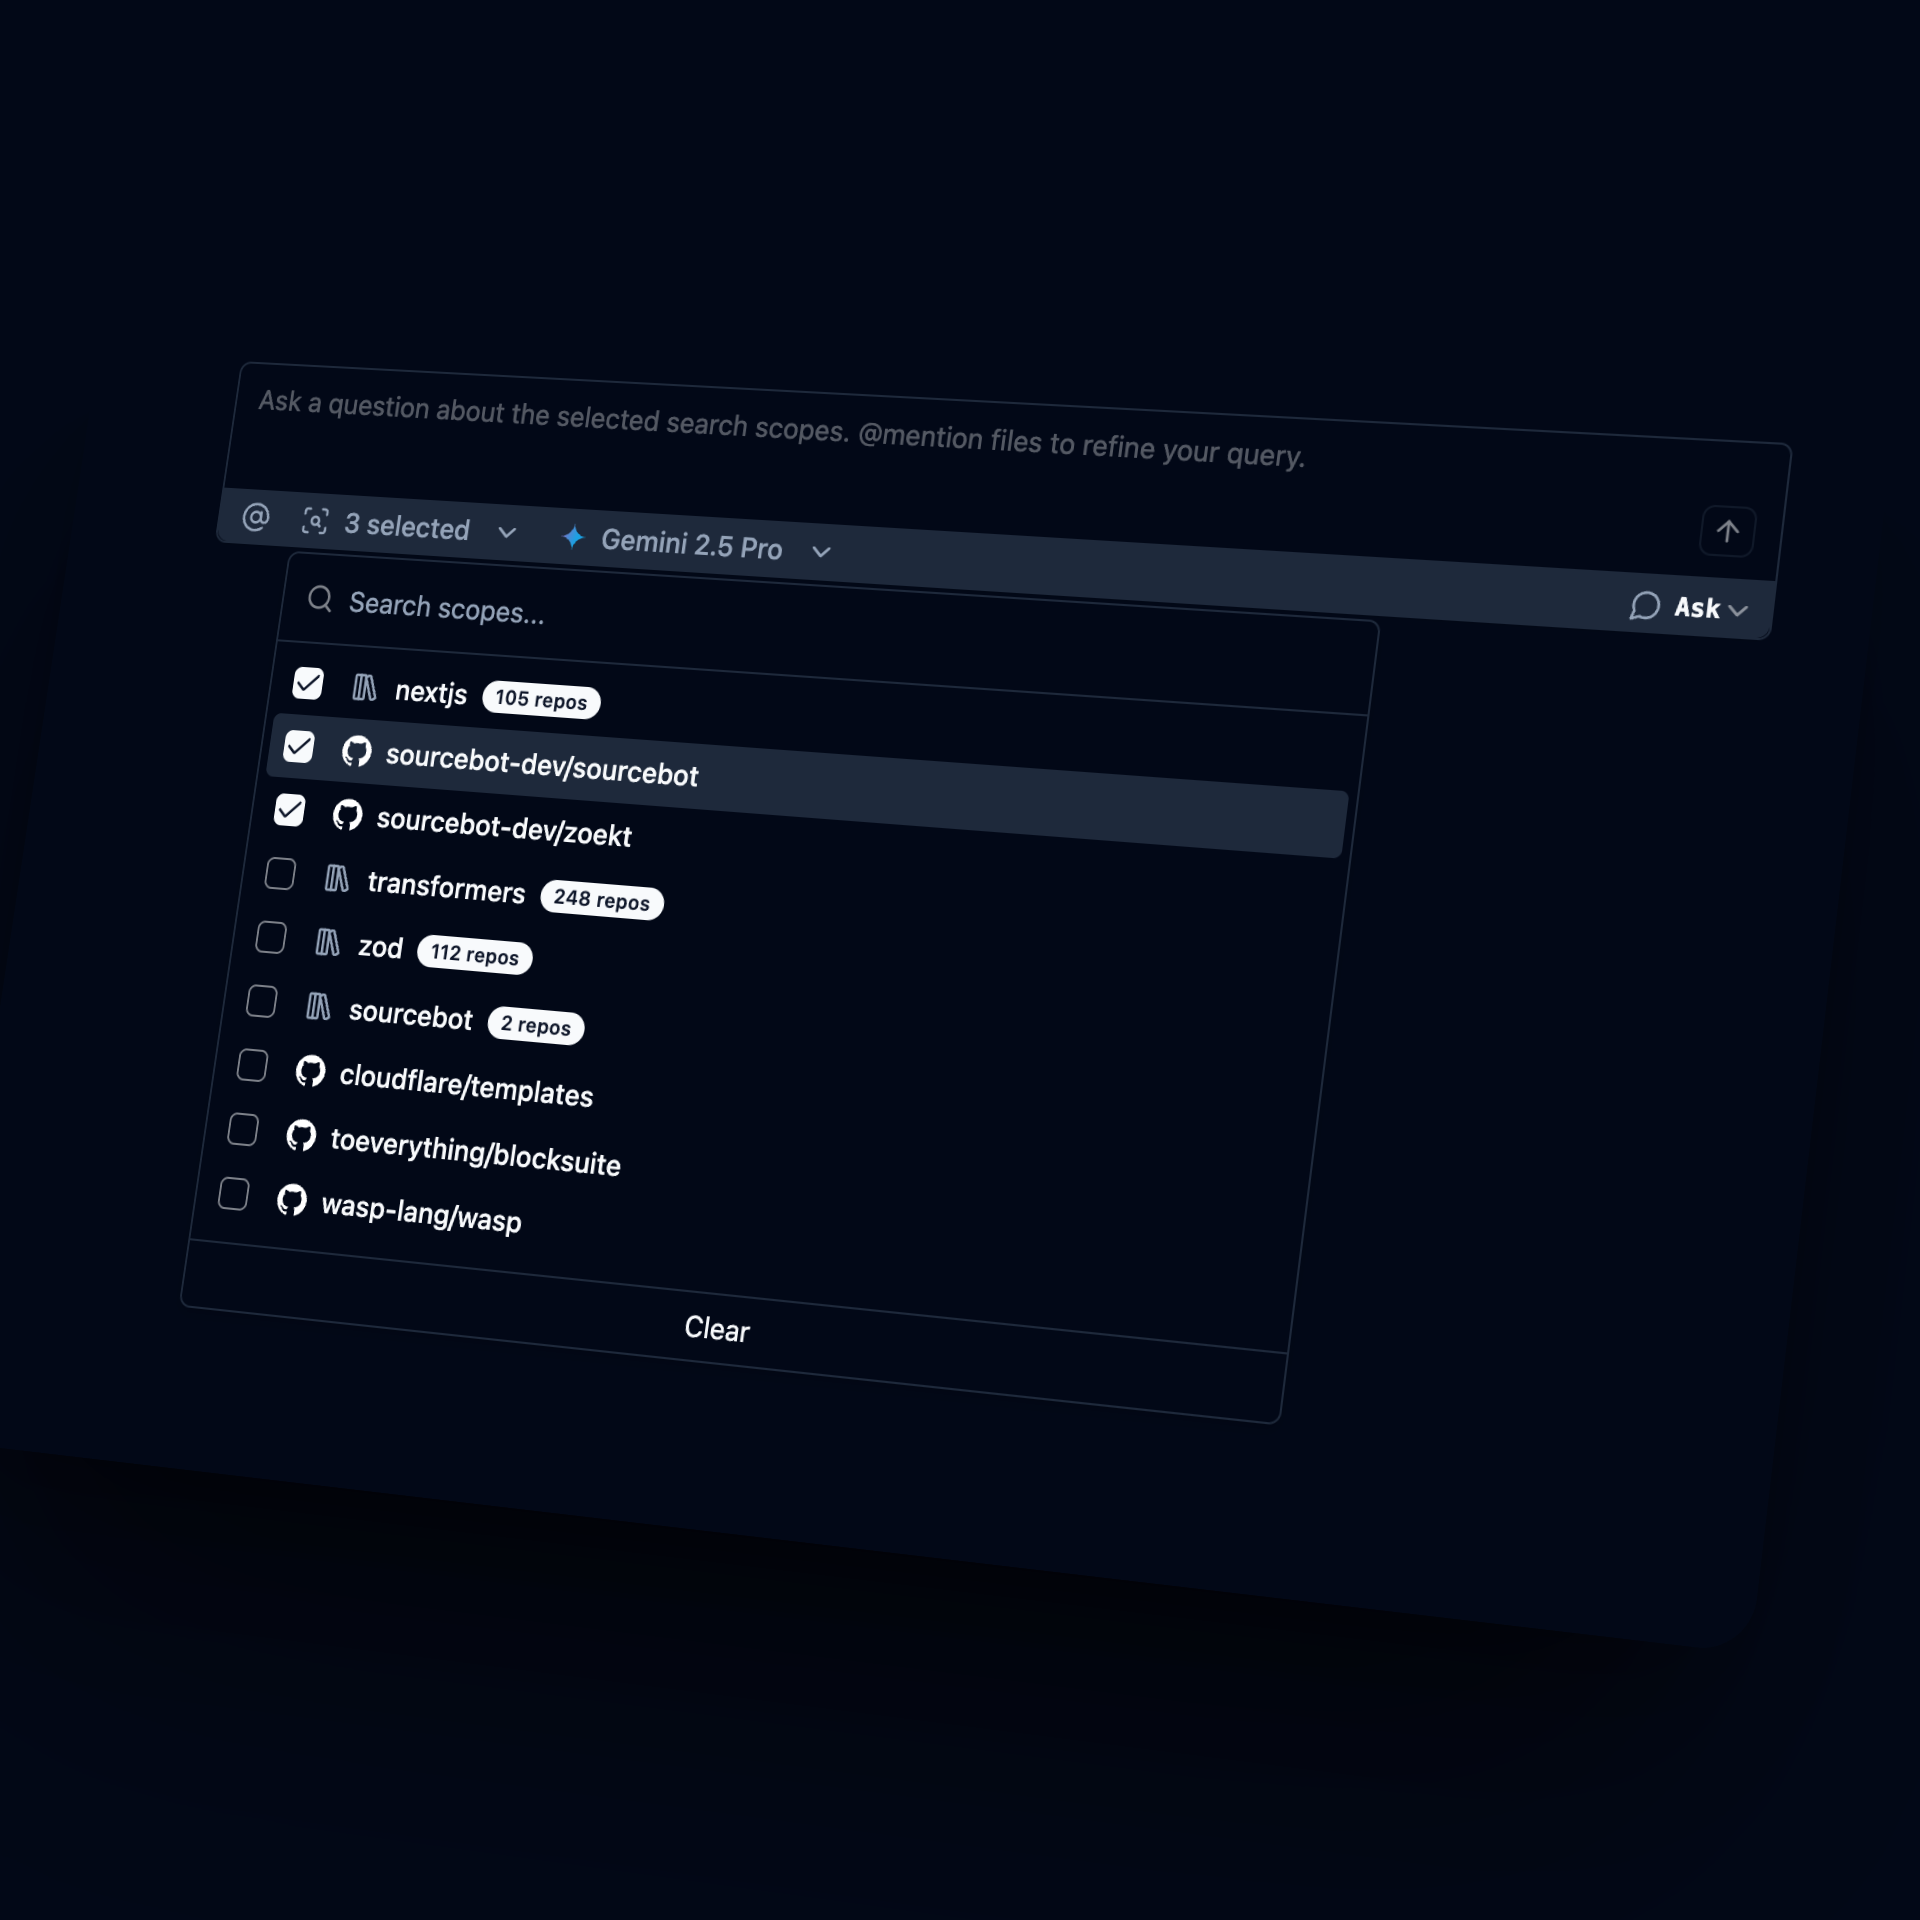 Ask a question about the selected search scopes. @mention files to refine your query.
3 selected
Gemini 2.5 Pro
Ask
Search scopes...
nextjs 105 repos
sourcebot-dev/sourcebot
sourcebot-dev/zoekt
transformers 248 repos
zod 112 repos
sourcebot 2 repos
cloudflare/templates
toeverything/blocksuite
wasp-lang/wasp
Clear